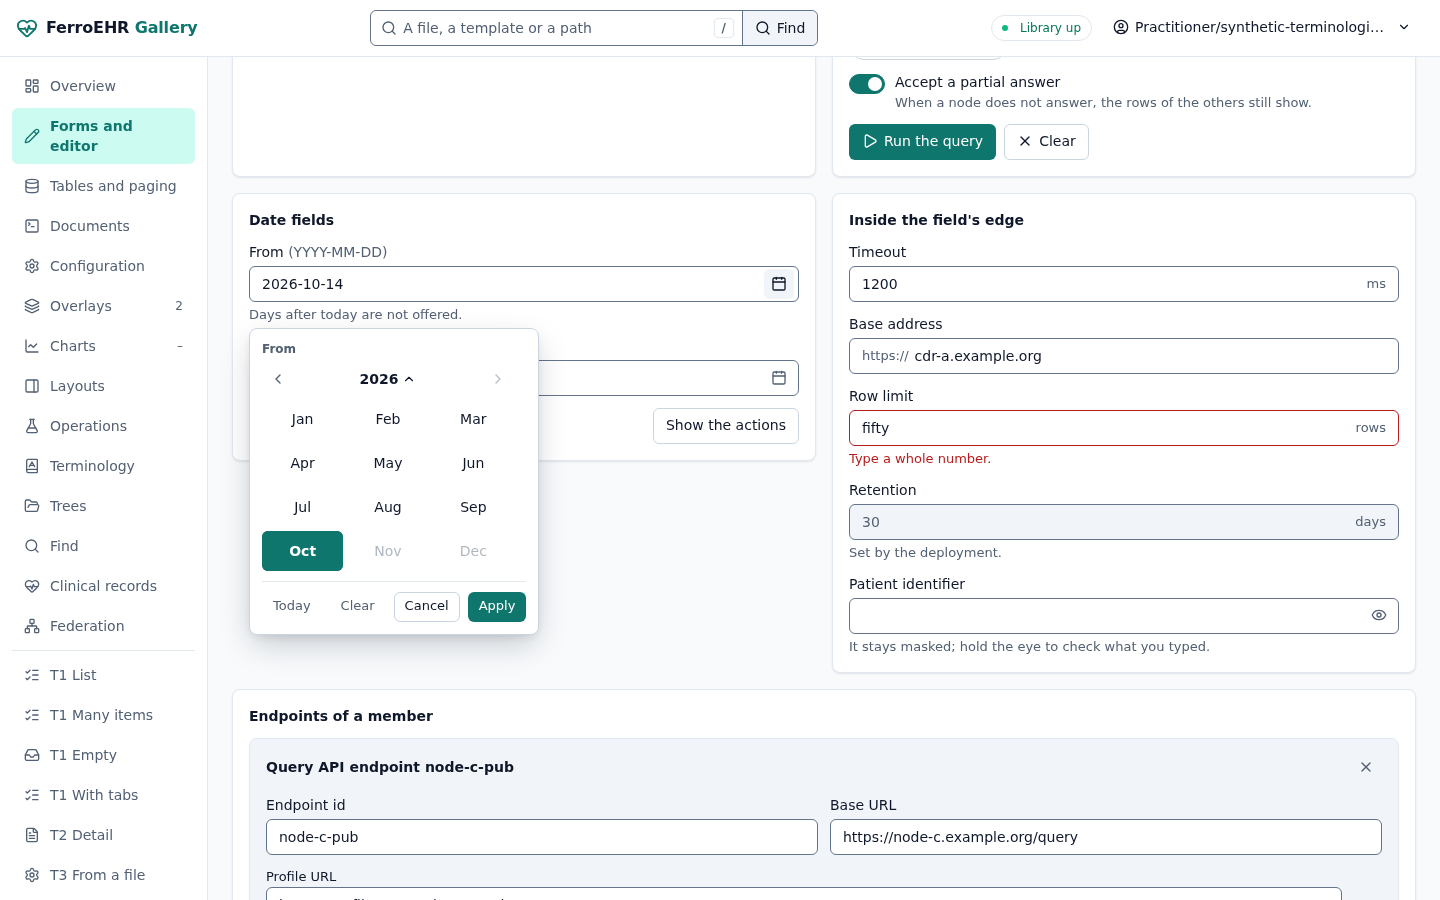 FerroEHR Gallery
A file, a template or a path
/
Find
Library up
Practitioner/synthetic-terminologi...
Overview
Forms and
editor
Tables and paging
Documents
Configuration
Overlays 2
Charts –
Layouts
Operations
Terminology
Trees
Find
Clinical records
Federation
T1 List
T1 Many items
T1 Empty
T1 With tabs
T2 Detail
T3 From a file
Accept a partial answer
When a node does not answer, the rows of the others still show.
Run the query
Clear
Date fields
From (YYYY-MM-DD)
2026-10-14
Days after today are not offered.
From
2026
Jan Feb Mar
Apr May Jun
Jul Aug Sep
Oct Nov Dec
Today Clear Cancel Apply
Show the actions
Inside the field's edge
Timeout
1200 ms
Base address
https:// cdr-a.example.org
Row limit
fifty rows
Type a whole number.
Retention
30 days
Set by the deployment.
Patient identifier
It stays masked; hold the eye to check what you typed.
Endpoints of a member
Query API endpoint node-c-pub
Endpoint id
node-c-pub
Base URL
https://node-c.example.org/query
Profile URL